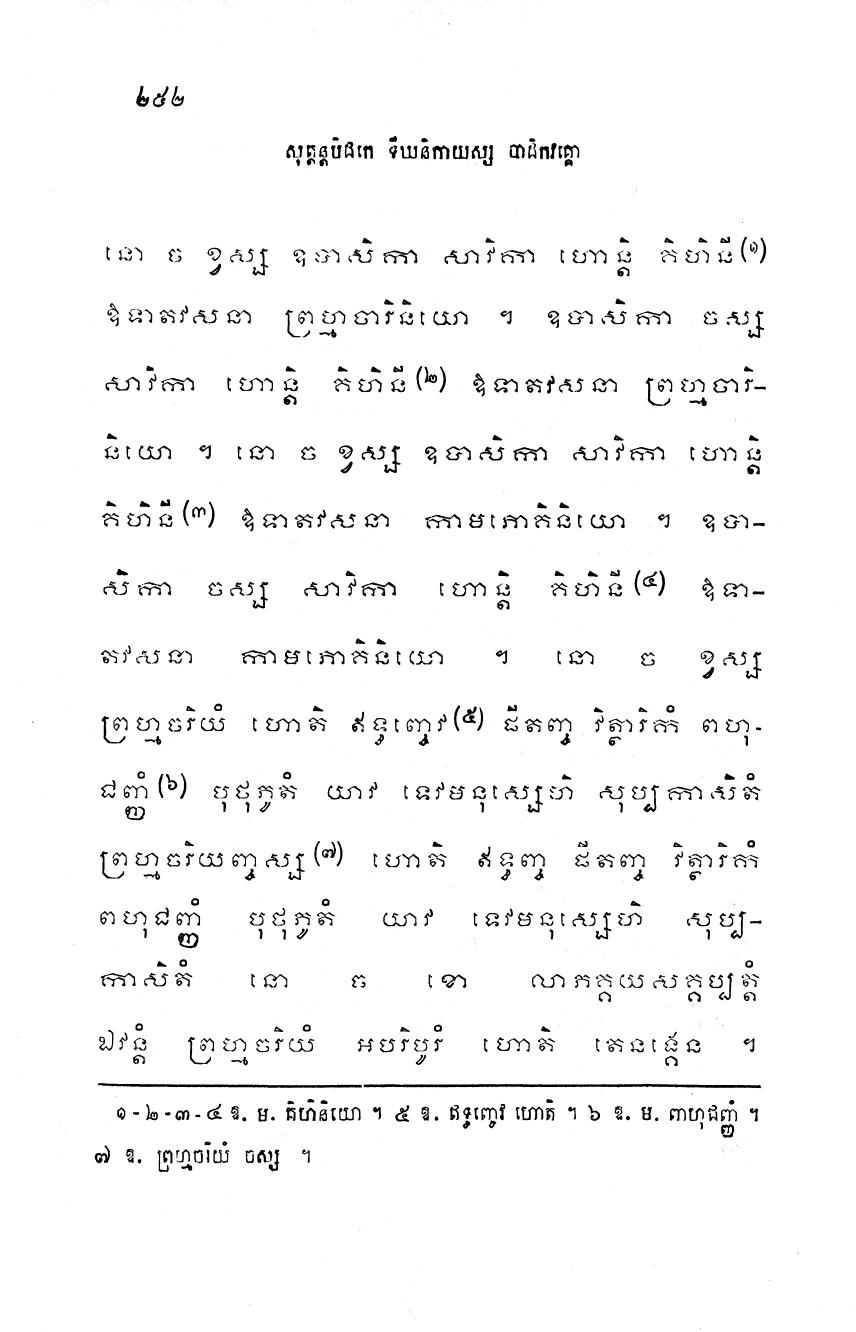 ២៥២
សុត្តន្តបិដកេ ទីឃនិកាយស្ស បាដិកវគ្គោ
នោ ច ខ្វស្ស ឧបាសិកា សាវិកា ហោន្តិ គិហិនី (១)
ឱទាតវសនា ព្រហ្មចារិនិយោ ។ ឧបាសិកា ចស្ស
សាវិកា ហោន្តិ គិហិនី (២) ឱទាតវសនា ព្រហ្មចារិ-
និយោ ។ នោ ច ខ្វស្ស ឧបាសិកា សាវិកា ហោន្តិ
គិហិនី (៣) ឱទាតវសនា កាមភោគិនិយោ ។ ឧបា-
សិកា ចស្ស សាវិកា ហោន្តិ គិហិនី (៤) ឱទា-
តវសនា កាមភោគិនិយោ ។ នោ ច ខ្វស្ស
ព្រហ្មចរិយំ ហោតិ ឥទ្ធញ្ចេវ (៥) ផីតញ្ច វិត្ថារិកំ ពហុ-
ជញ្ញំ (៦) បុថុភូតំ យាវ ទេវមនុស្សេហិ សុប្បកាសិតំ
ព្រហ្មចរិយញ្ចស្ស (៧) ហោតិ ឥទ្ធញ្ច ផីតញ្ច វិត្ថារិកំ
ពហុជញ្ញំ បុថុភូតំ យាវ ទេវមនុស្សេហិ សុប្ប-
កាសិតំ នោ ច ខោ លាភគ្គយសគ្គប្បត្តំ
ឯវន្តំ ព្រហ្មចរិយំ អបរិបូរំ ហោតិ តេនង្គេន ។
១-២-៣-៤ ឱ. ម. គិហិនិយោ ។ ៥ ឱ. ឥទ្ធញ្ចេវ ហោតិ ។ ៦ ឱ. ម. ពាហុជញ្ញំ ។
៧ ឱ. ព្រហ្មចរិយំ ចស្ស ។